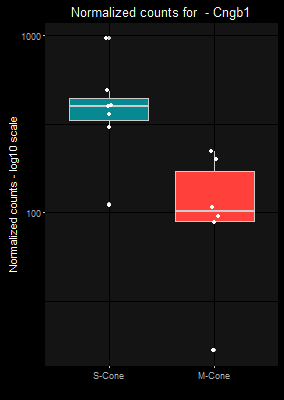 Normalized counts for  - Cngb1
Normalized counts - log10 scale
1000
100
S-Cone
M-Cone